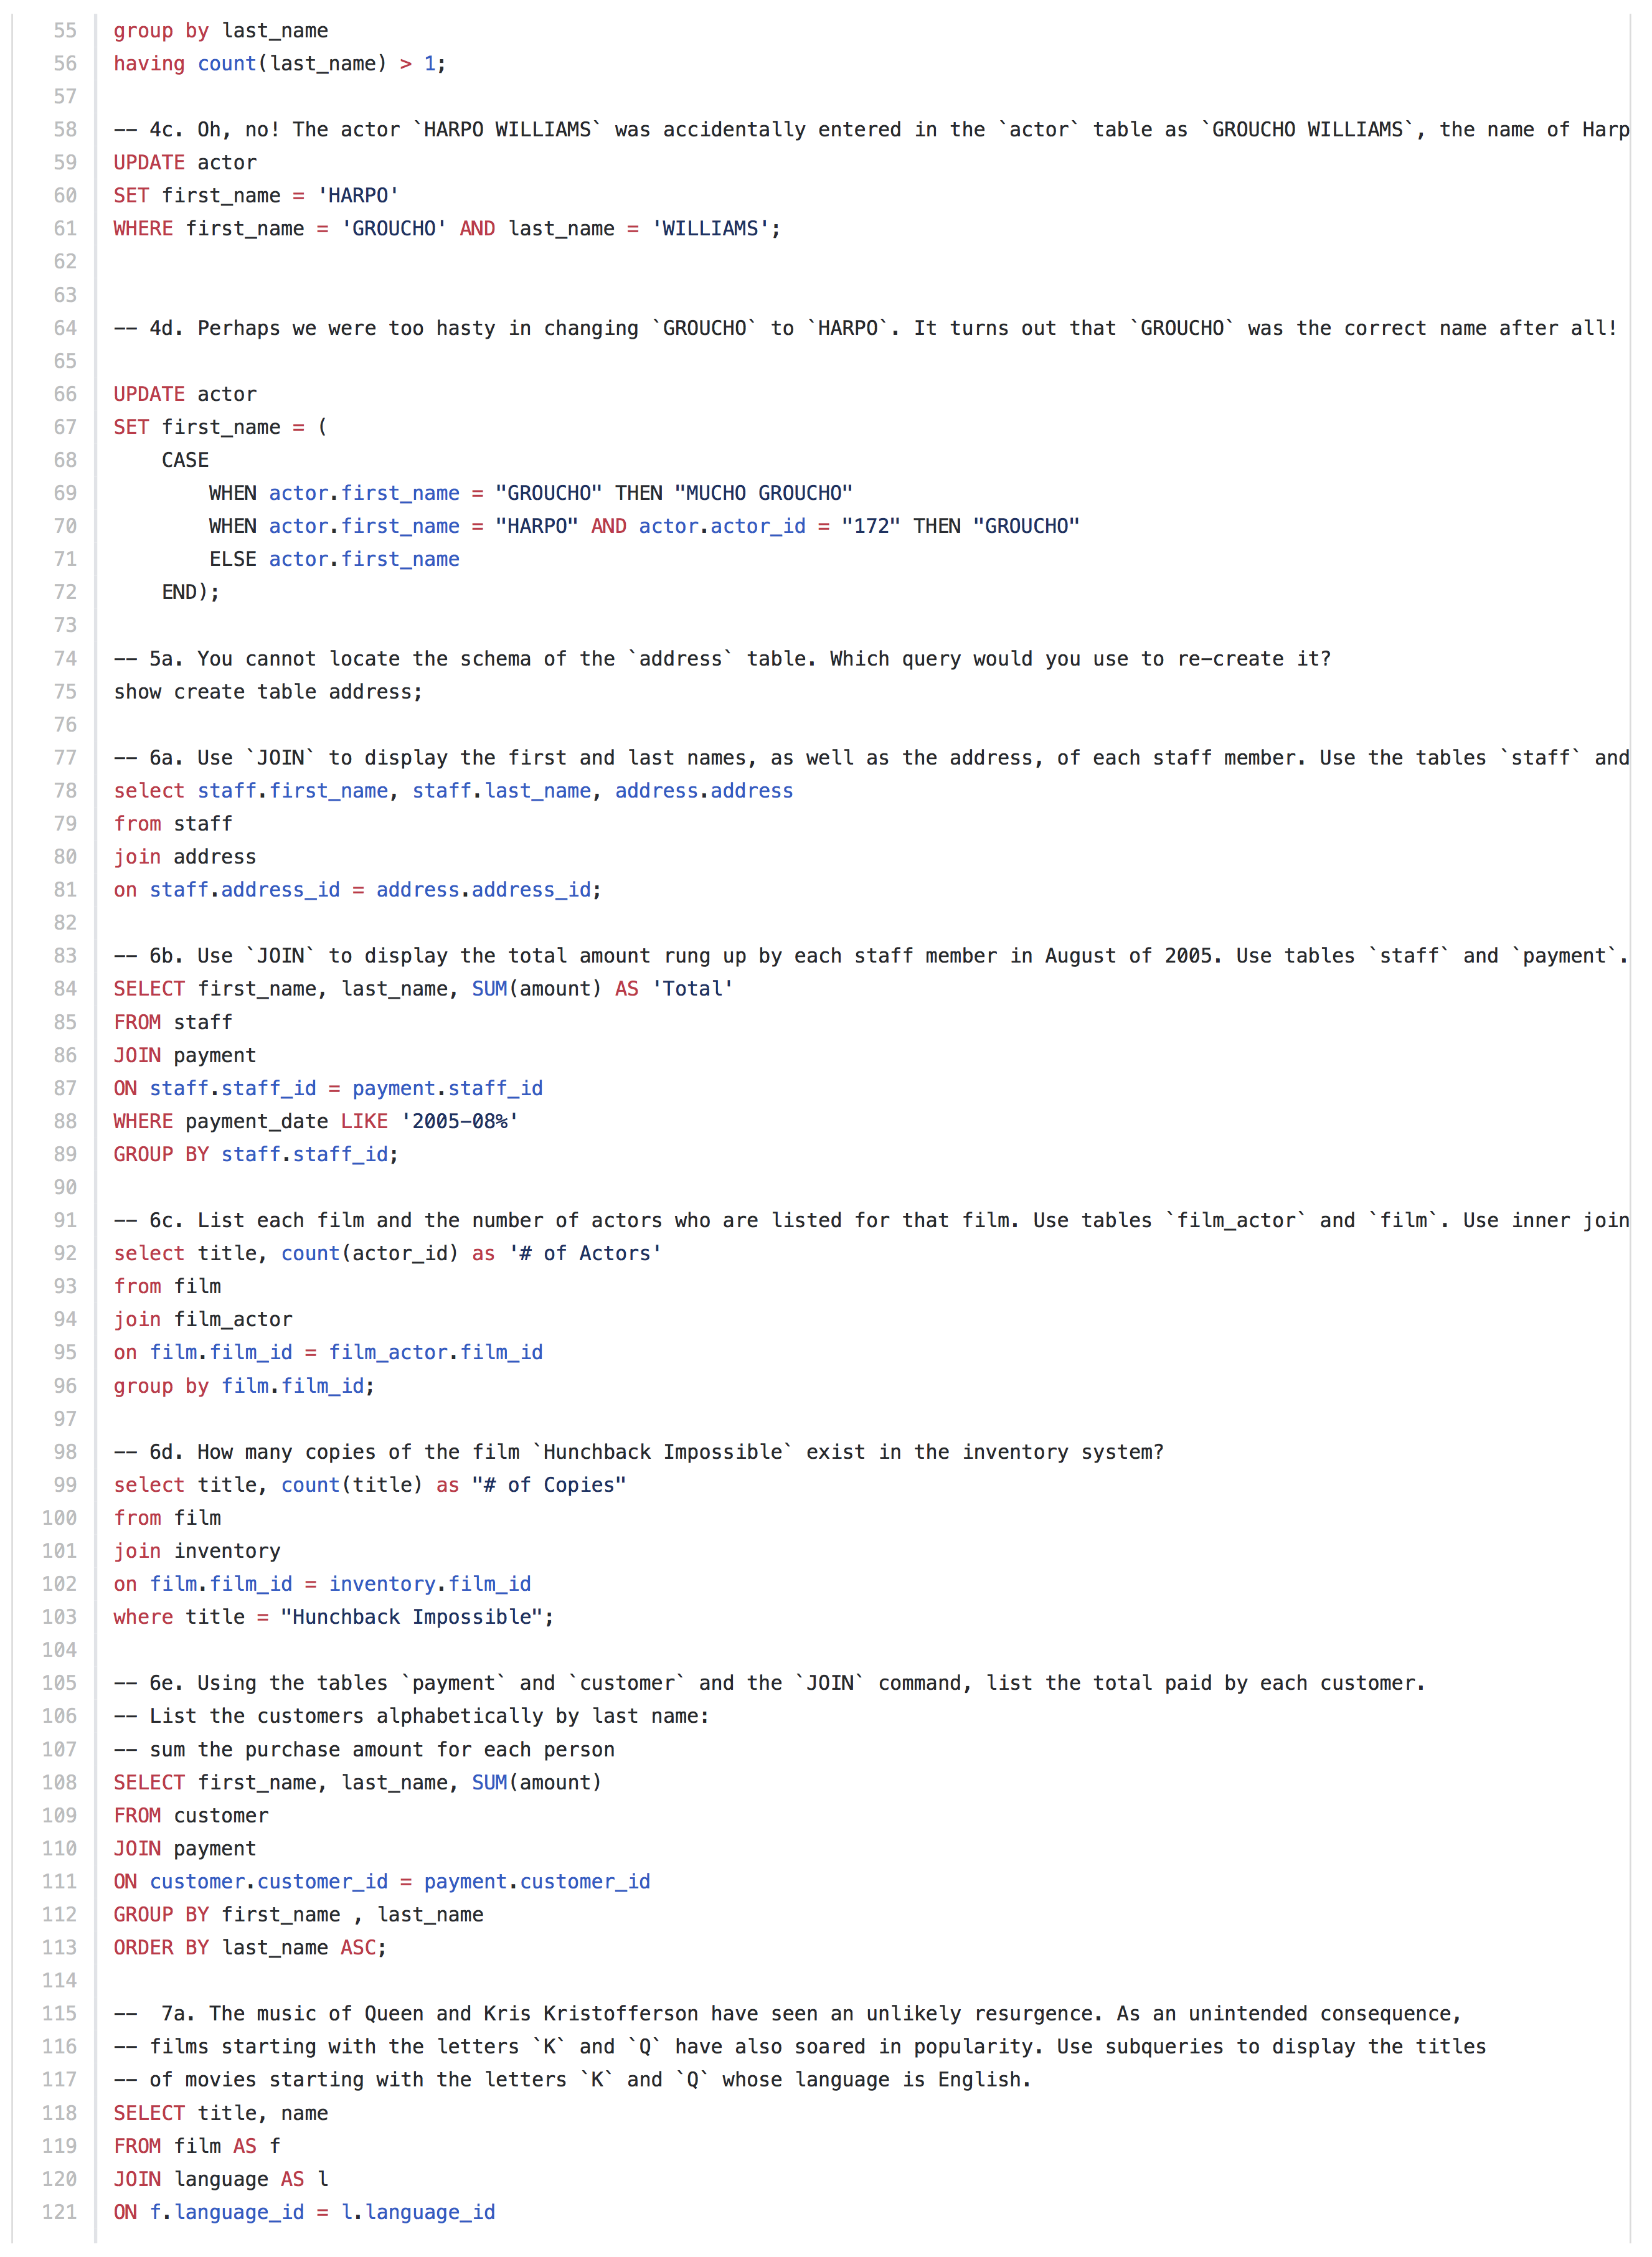 55 group by last_name
56 having count(last_name) > 1;
57
58 -- 4c. Oh, no! The actor `HARPO WILLIAMS` was accidentally entered in the `actor` table as `GROUCHO WILLIAMS`, the name of Harp
59 UPDATE actor
60 SET first_name = 'HARPO'
61 WHERE first_name = 'GROUCHO' AND last_name = 'WILLIAMS';
62
63
64 -- 4d. Perhaps we were too hasty in changing `GROUCHO` to `HARPO`. It turns out that `GROUCHO` was the correct name after all!
65
66 UPDATE actor
67 SET first_name = (
68     CASE
69         WHEN actor.first_name = "GROUCHO" THEN "MUCHO GROUCHO"
70         WHEN actor.first_name = "HARPO" AND actor.actor_id = "172" THEN "GROUCHO"
71         ELSE actor.first_name
72     END);
73
74 -- 5a. You cannot locate the schema of the `address` table. Which query would you use to re-create it?
75 show create table address;
76
77 -- 6a. Use `JOIN` to display the first and last names, as well as the address, of each staff member. Use the tables `staff` and
78 select staff.first_name, staff.last_name, address.address
79 from staff
80 join address
81 on staff.address_id = address.address_id;
82
83 -- 6b. Use `JOIN` to display the total amount rung up by each staff member in August of 2005. Use tables `staff` and `payment`.
84 SELECT first_name, last_name, SUM(amount) AS 'Total'
85 FROM staff
86 JOIN payment
87 ON staff.staff_id = payment.staff_id
88 WHERE payment_date LIKE '2005-08%'
89 GROUP BY staff.staff_id;
90
91 -- 6c. List each film and the number of actors who are listed for that film. Use tables `film_actor` and `film`. Use inner join
92 select title, count(actor_id) as '# of Actors'
93 from film
94 join film_actor
95 on film.film_id = film_actor.film_id
96 group by film.film_id;
97
98 -- 6d. How many copies of the film `Hunchback Impossible` exist in the inventory system?
99 select title, count(title) as "# of Copies"
100 from film
101 join inventory
102 on film.film_id = inventory.film_id
103 where title = "Hunchback Impossible";
104
105 -- 6e. Using the tables `payment` and `customer` and the `JOIN` command, list the total paid by each customer.
106 -- List the customers alphabetically by last name:
107 -- sum the purchase amount for each person
108 SELECT first_name, last_name, SUM(amount)
109 FROM customer
110 JOIN payment
111 ON customer.customer_id = payment.customer_id
112 GROUP BY first_name , last_name
113 ORDER BY last_name ASC;
114
115 --  7a. The music of Queen and Kris Kristofferson have seen an unlikely resurgence. As an unintended consequence,
116 -- films starting with the letters `K` and `Q` have also soared in popularity. Use subqueries to display the titles
117 -- of movies starting with the letters `K` and `Q` whose language is English.
118 SELECT title, name
119 FROM film AS f
120 JOIN language AS l
121 ON f.language_id = l.language_id